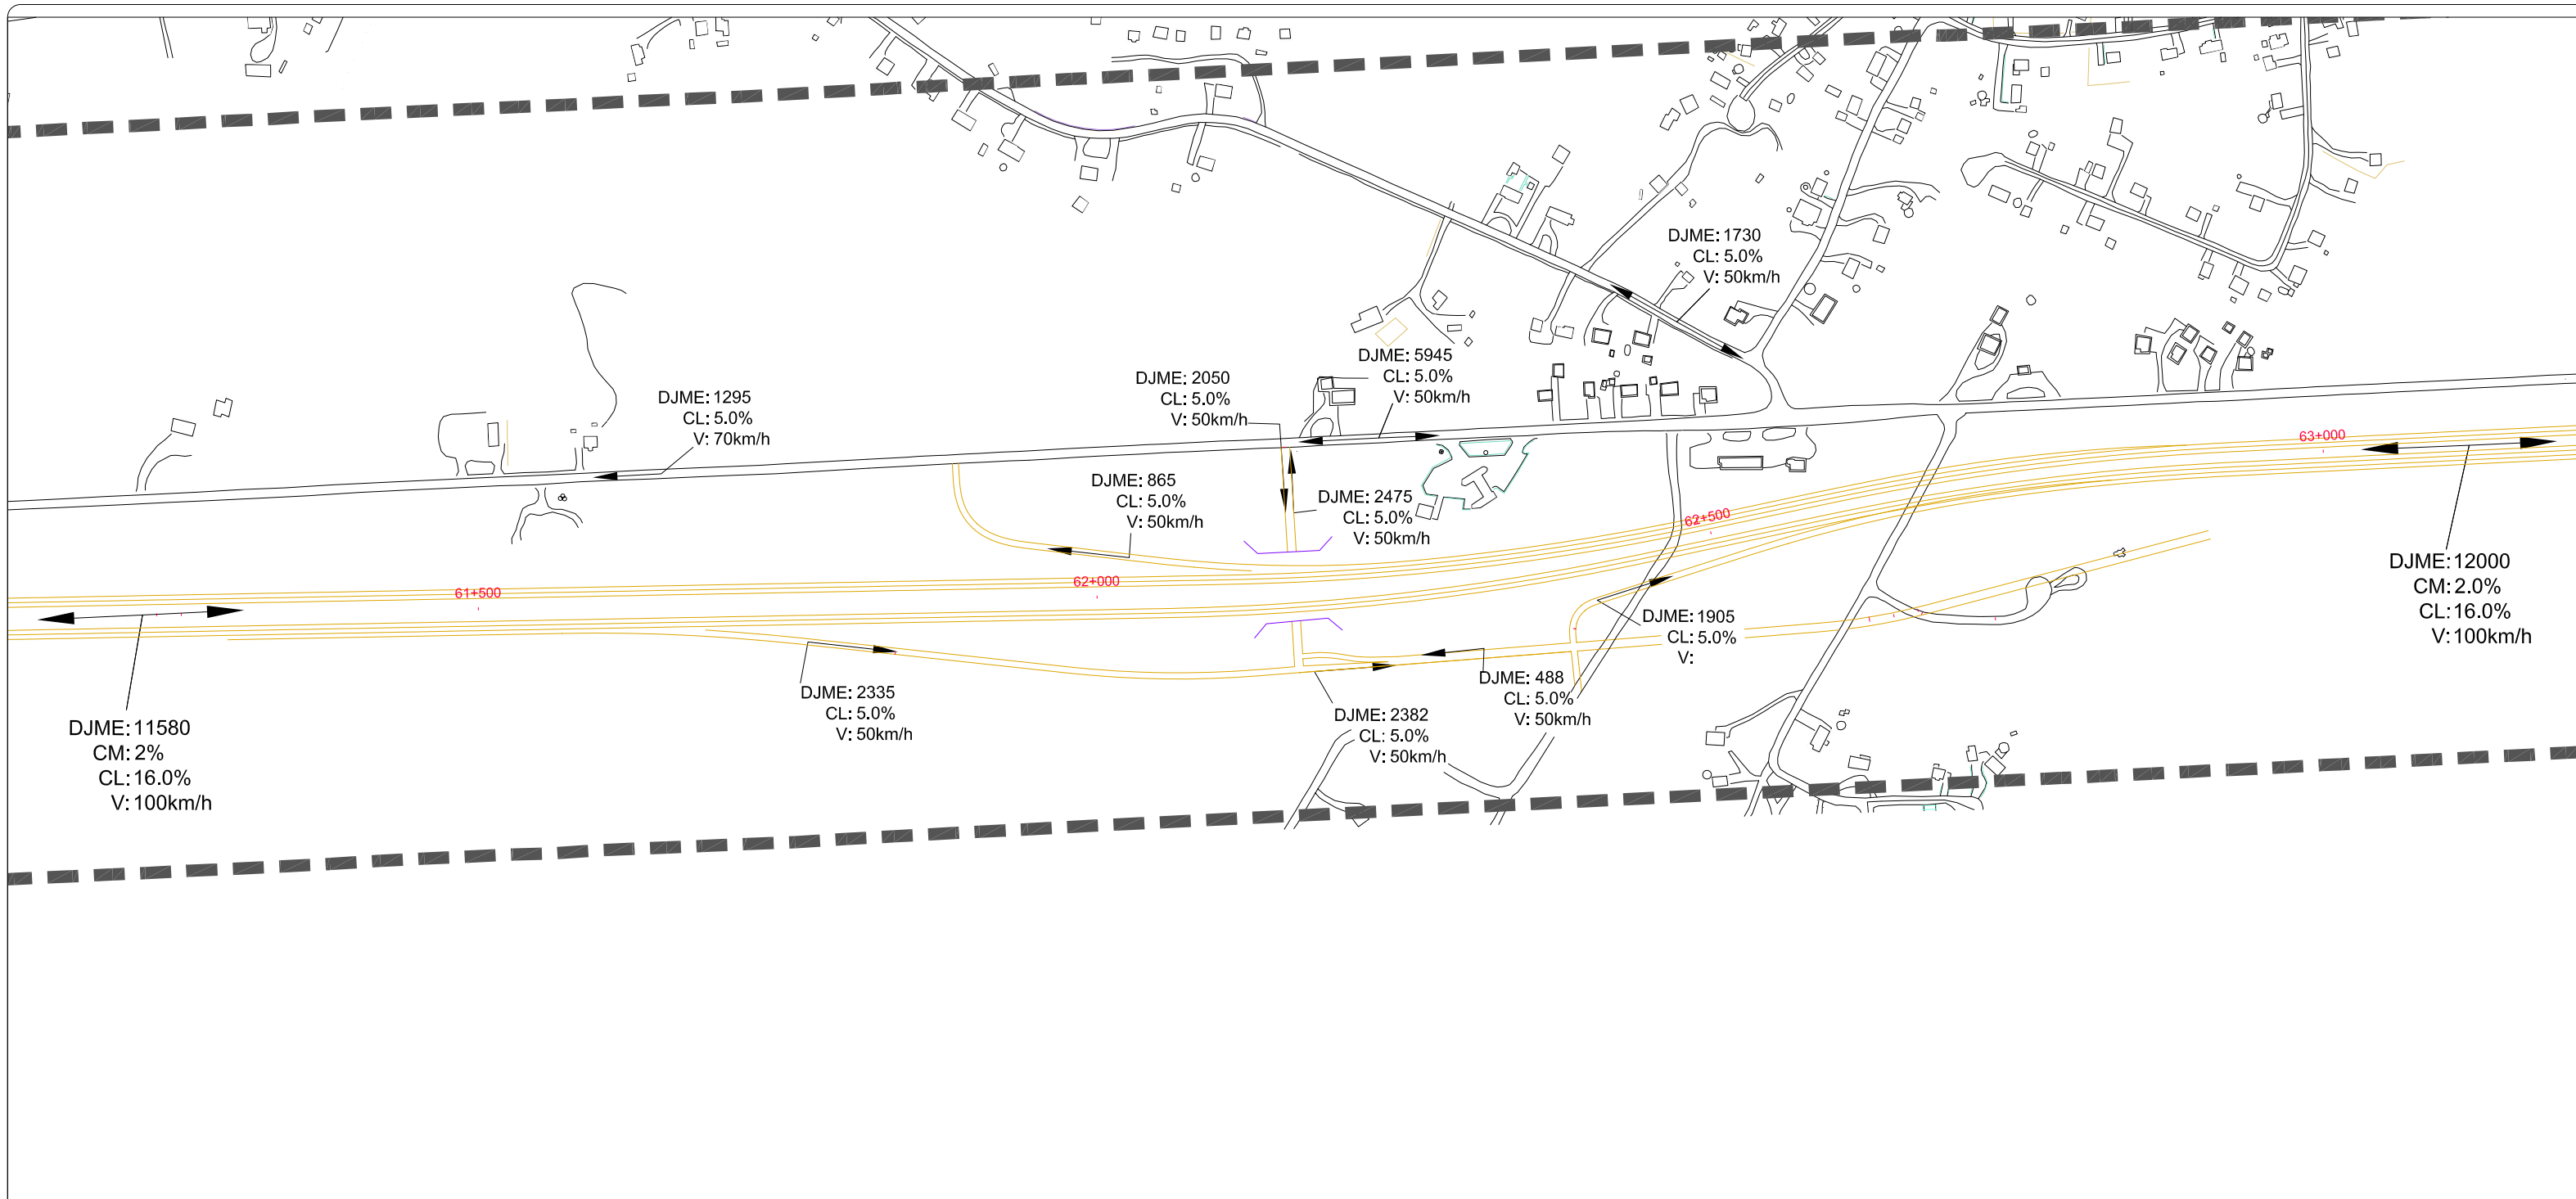 DJME: 1730
CL: 5.0%
V: 50km/h
DJME: 5945
CL: 5.0%
V: 50km/h
DJME: 2050
CL: 5.0%
V: 50km/h
DJME: 1295
CL: 5.0%
V: 70km/h
63+000
DJME: 865
CL: 5.0%
V: 50km/h
DJME: 2475
CL: 5.0%
V: 50km/h
62+500
DJME: 12000
CM: 2.0%
CL: 16.0%
V: 100km/h
62+000
61+500
DJME: 1905
CL: 5.0%
V:
DJME: 488
CL: 5.0%
V: 50km/h
DJME: 2335
CL: 5.0%
V: 50km/h
DJME: 2382
CL: 5.0%
V: 50km/h
DJME: 11580
CM: 2%
CL: 16.0%
V: 100km/h